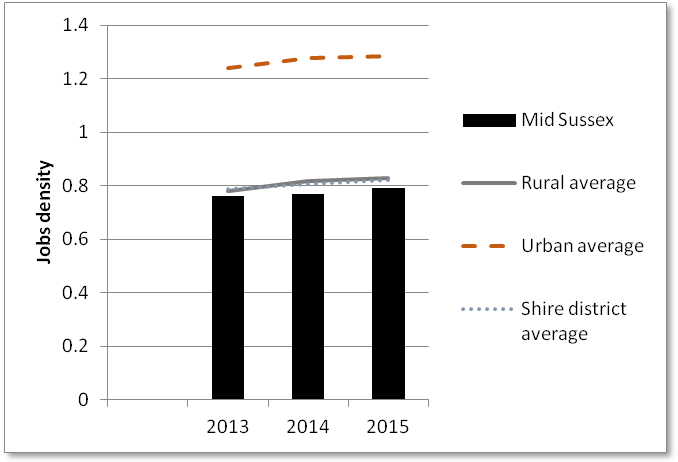 1.4
1.2
1
0.8
0.6
0.4
0.2
0
Jobs density
2013 2014 2015
Mid Sussex
Rural average
Urban average
Shire district
average